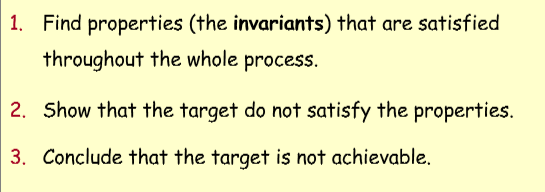 1. Find properties (the invariants) that are satisfied
throughout the whole process.
2. Show that the target do not satisfy the properties.
3. Conclude that the target is not achievable.